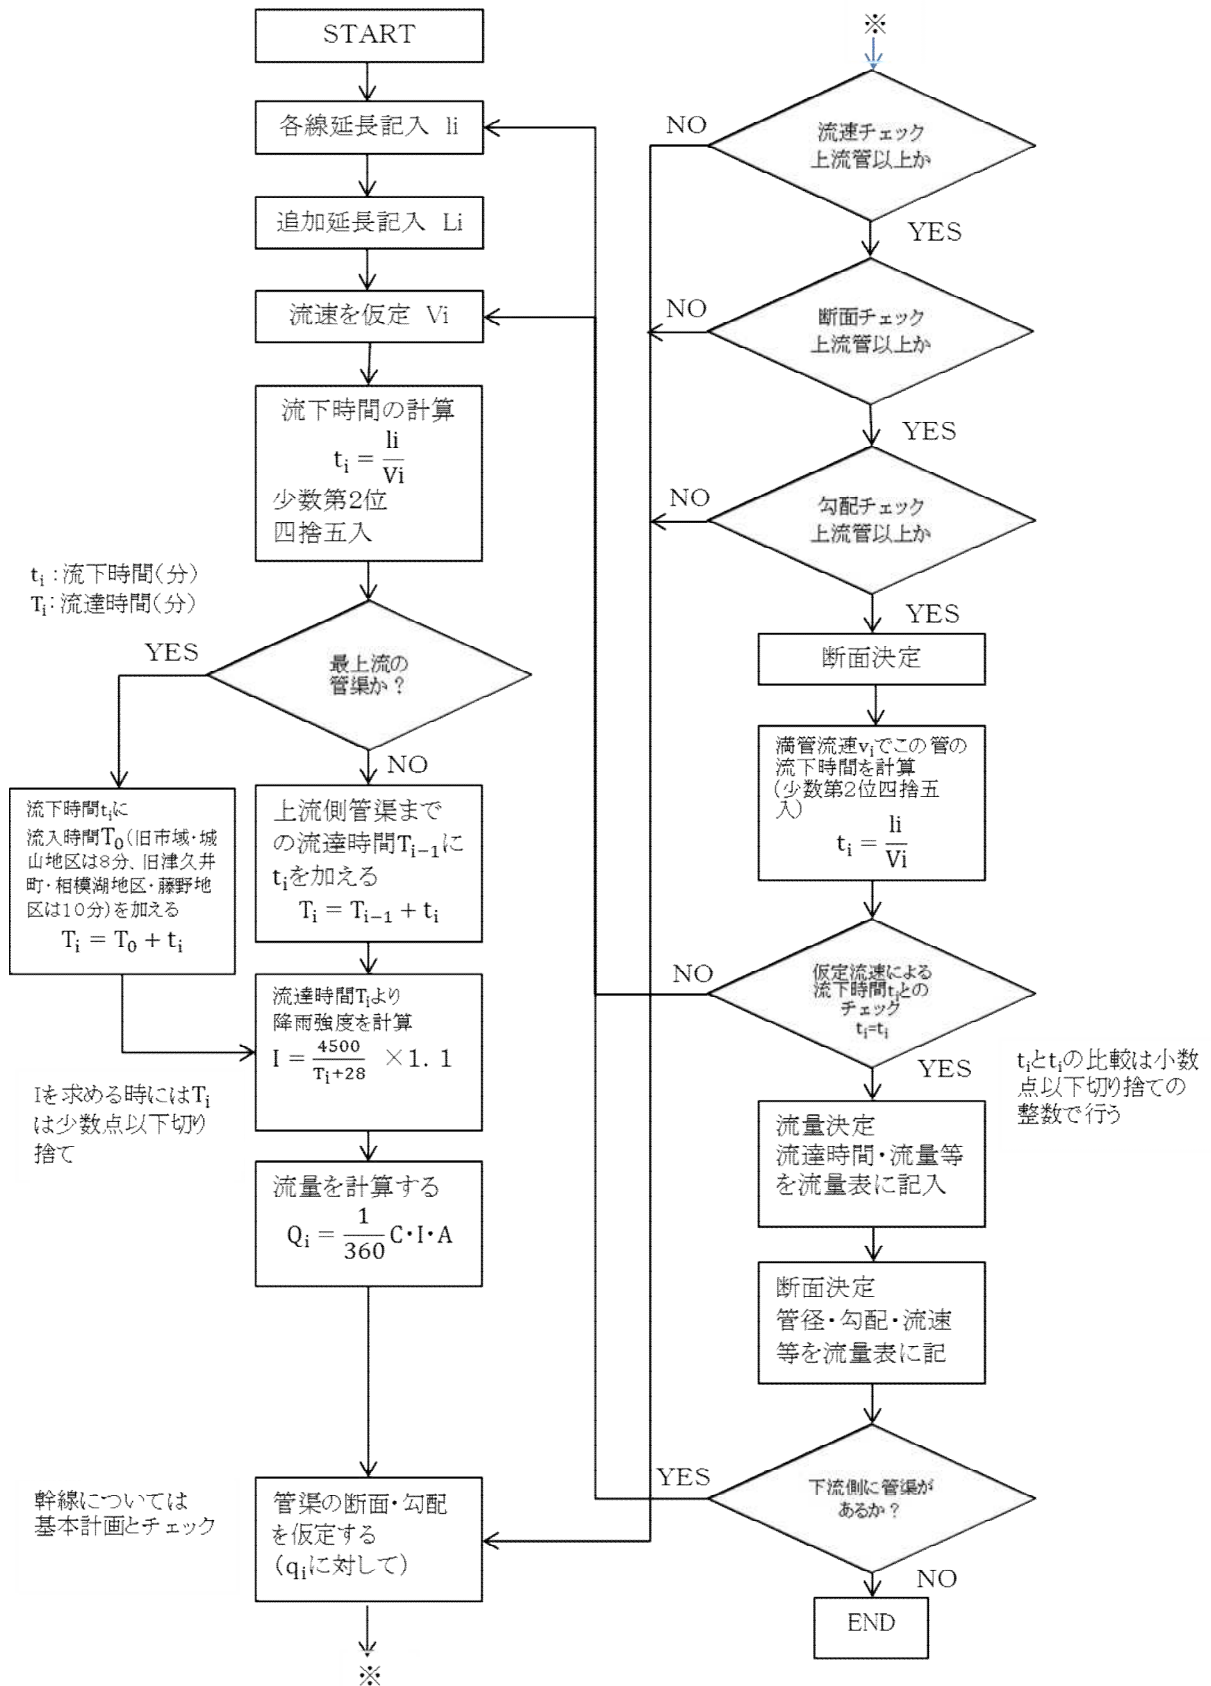 START
各線延長記入 li
追加延長記入 Li
流速を仮定 Vi
流下時間の計算
tᵢ = li/Vi
少数第2位
四捨五入
tᵢ：流下時間(分)
Tᵢ：流達時間(分)
YES
最上流の
管渠か？
NO
流下時間tᵢに
流入時間T₀(旧市域・城
山地区は8分、旧津久井
町・相模湖地区・藤野地
区は10分)を加える
Tᵢ = T₀ + tᵢ
上流側管渠まで
の流達時間Tᵢ₋₁に
tᵢを加える
Tᵢ = Tᵢ₋₁ + tᵢ
流達時間Tᵢより
降雨強度を計算
I = 4500/Tᵢ+28 ×1.1
Iを求める時にはTᵢ
は少数点以下切り
捨て
流量を計算する
Qᵢ = 1/360 C・I・A
幹線については
基本計画とチェック
管渠の断面・勾配
を仮定する
(qᵢに対して)
※
※
NO
流速チェック
上流管以上か
YES
NO
断面チェック
上流管以上か
YES
NO
勾配チェック
上流管以上か
YES
断面決定
満管流速vᵢでこの管の
流下時間を計算
(少数第2位四捨五
入)
tᵢ = li/Vi
NO
仮定流速による
流下時間tᵢとの
チェック
tᵢ=tᵢ
YES
tᵢとtᵢの比較は小数
点以下切り捨ての
整数で行う
流量決定
流達時間・流量等
を流量表に記入
断面決定
管径・勾配・流速
等を流量表に記
YES
下流側に管渠が
あるか？
NO
END